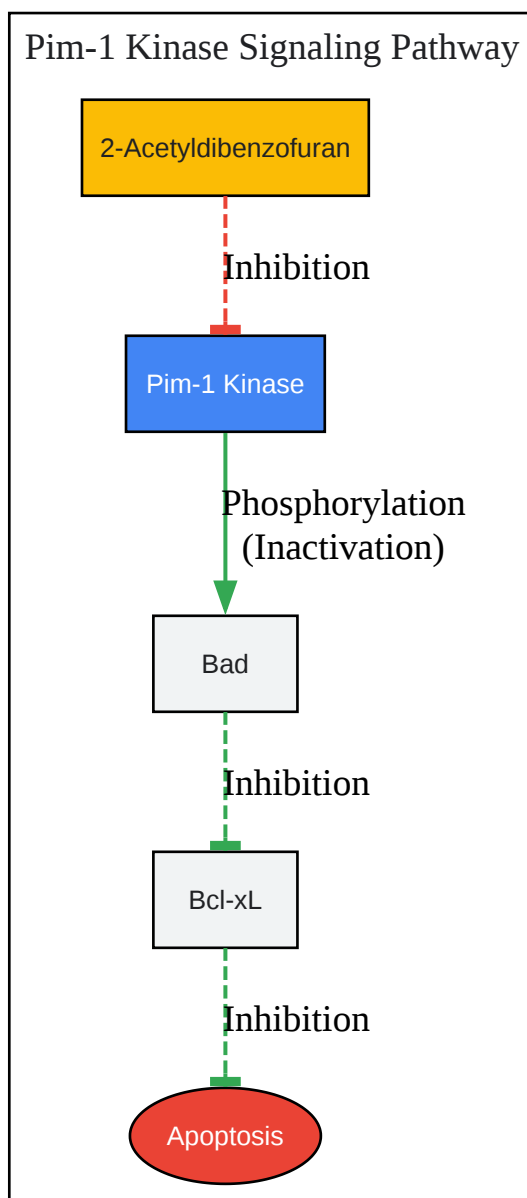 Pim-1 Kinase Signaling Pathway
2-Acetyldibenzofuran
Inhibition
Pim-1 Kinase
Phosphorylation
(Inactivation)
Bad
Inhibition
Bcl-xL
Inhibition
Apoptosis